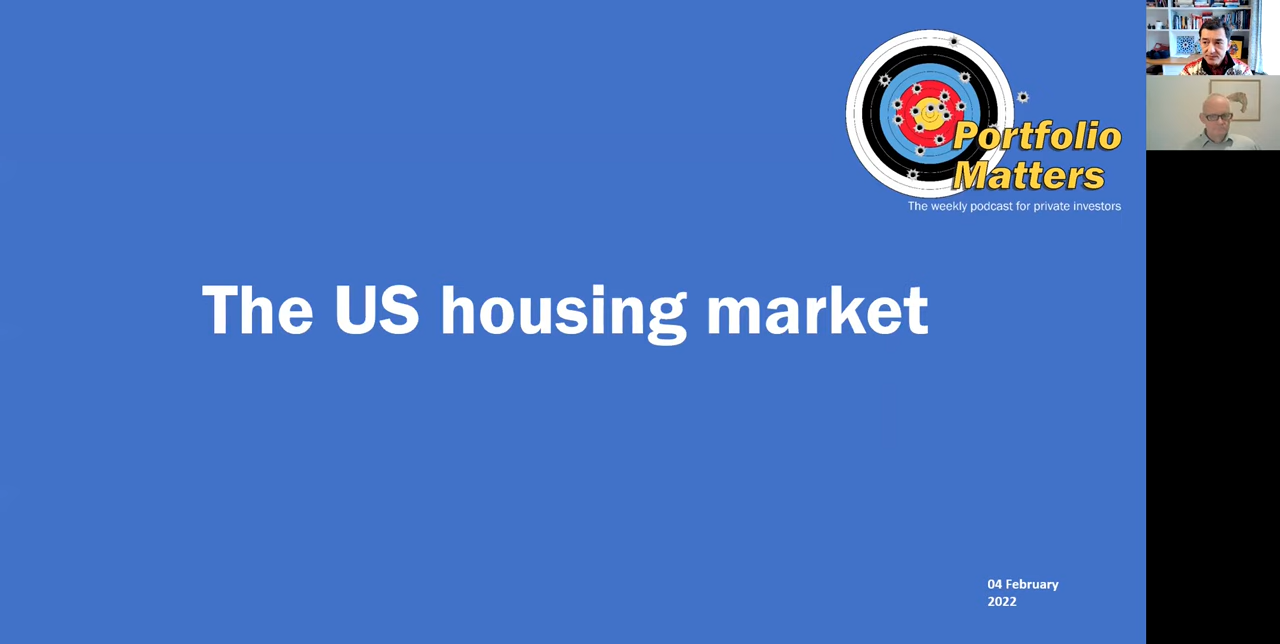 Portfolio
Matters
The weekly podcast for private investors
The US housing market
04 February
2022